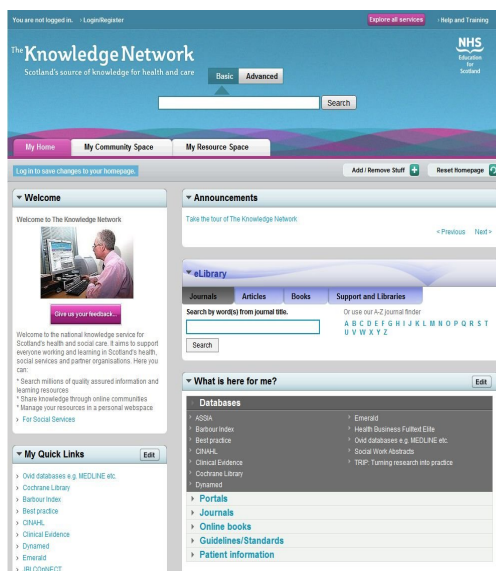 You are not logged in. › Login/Register
Explore all services
› Help and Training
The Knowledge Network
Scotland's source of knowledge for health and care
NHS
Education
for
Scotland
Basic
Advanced
Search
My Home
My Community Space
My Resource Space
Log in to save changes to your homepage.
Add / Remove Stuff
Reset Homepage
Welcome
Welcome to The Knowledge Network
Give us your feedback...
Welcome to the national knowledge service for
Scotland's health and social care. It aims to support
everyone working and learning in Scotland's health,
social services and partner organisations. Here you
can:
* Search millions of quality assured information and
learning resources
* Share knowledge through online communities
* Manage your resources in a personal webspace
› For Social Services
My Quick Links
Edit
› Ovid databases e.g. MEDLINE etc.
› Cochrane Library
› Barbour Index
› Best practice
› CINAHL
› Clinical Evidence
› Dynamed
› Emerald
› JBI COnNECT
Announcements
Take the tour of The Knowledge Network
< Previous Next >
eLibrary
Journals
Articles
Books
Support and Libraries
Search by word(s) from journal title.
Search
Or use our A-Z journal finder
A B C D E F G H I J K L M N O P Q R S T
U V W X Y Z
What is here for me?
Edit
Databases
ASSIA
Barbour Index
Best practice
CINAHL
Clinical Evidence
Cochrane Library
Dynamed
Emerald
Health Business Fulltext Elite
Ovid databases e.g. MEDLINE etc.
Social Work Abstracts
TRIP: Turning research into practice
Portals
Journals
Online books
Guidelines/Standards
Patient information